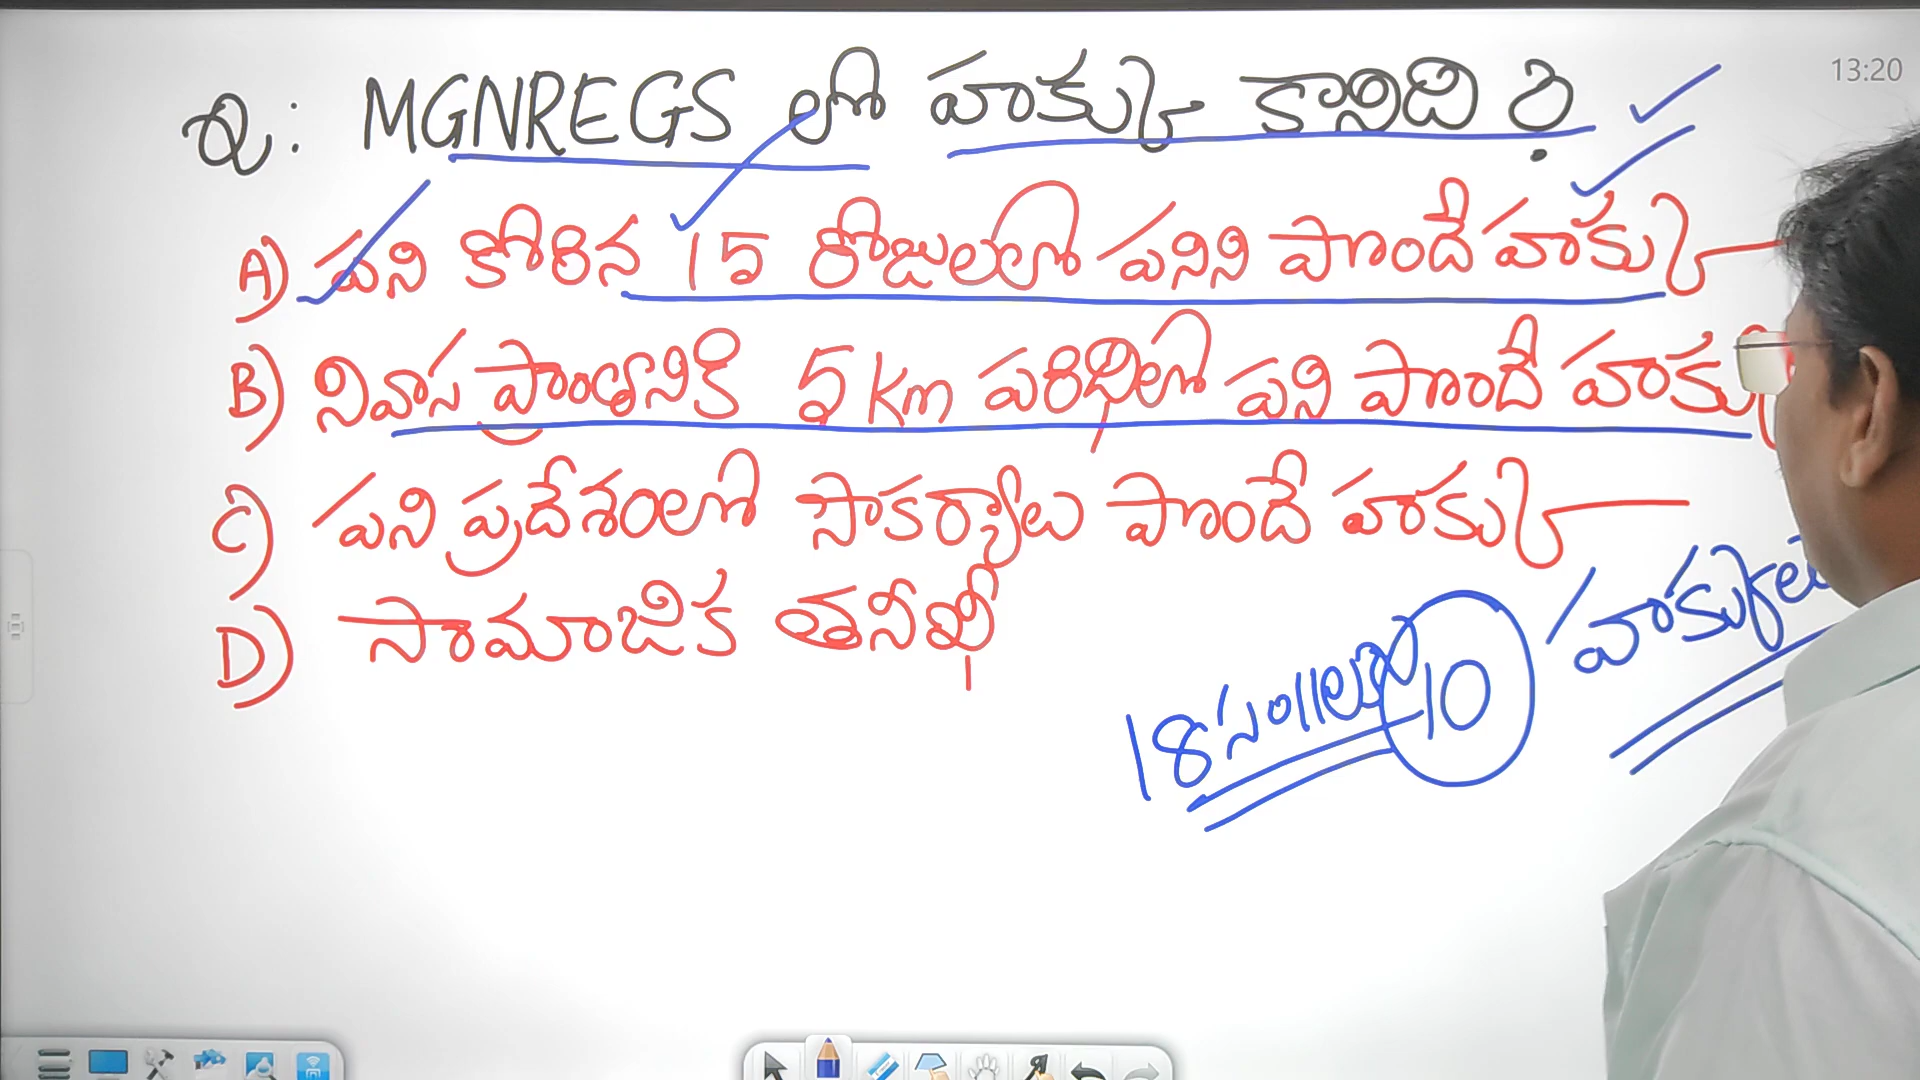 13:20
Q: MGNREGS లో హక్కు కానిది ?
A) పని కోరిన 15 రోజులలో పనిని పొందే హక్కు
B) నివాస ప్రాంతానికి 5 km పరిధిలో పని పొందే హక్కు
C) పని ప్రదేశంలో సౌకర్యాల పొందే హక్కు
D) సామాజిక తనిఖీ
18 సం॥లు 10 హక్కులు